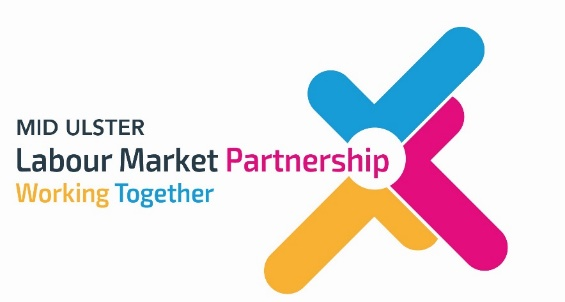 MID ULSTER
Labour Market Partnership
Working Together